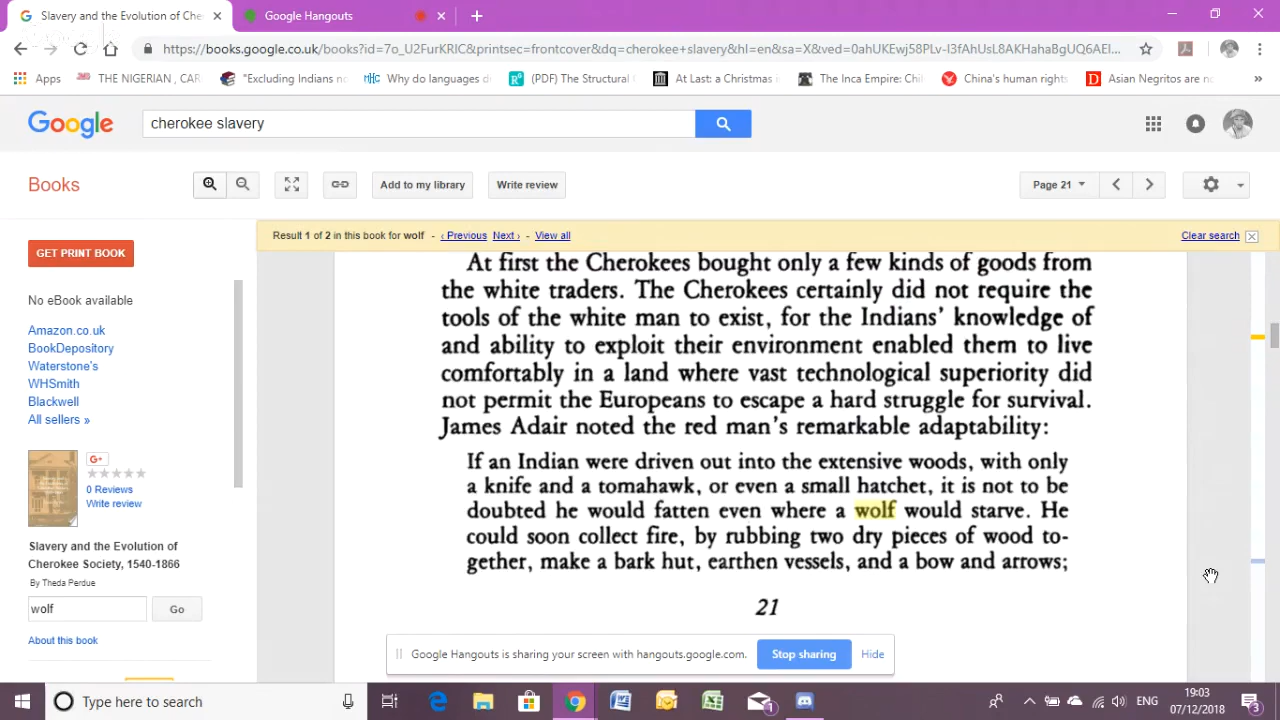 Slavery and the Evolution of Che
Google Hangouts
https://books.google.co.uk/books?id=7o_U2FurKRIC&printsec=frontcover&dq=cherokee+slavery&hl=en&sa=X&ved=0ahUKEwj58PLv-I3fAhUsL8AKHahaBgUQ6AEI...
Apps
THE NIGERIAN , CAR
"Excluding Indians no
Why do languages d
(PDF) The Structural
At Last: a Christmas
The Inca Empire: Chil
China's human rights
Asian Negritos are no
Google
cherokee slavery
Books
Add to my library
Write review
Page 21
Result 1 of 2 in this book for wolf - ‹ Previous Next › - View all
Clear search
GET PRINT BOOK
No eBook available
Amazon.co.uk
BookDepository
Waterstone's
WHSmith
Blackwell
All sellers »
G+
0 Reviews
Write review
Slavery and the Evolution of
Cherokee Society, 1540-1866
By Theda Perdue
wolf
Go
About this book
At first the Cherokees bought only a few kinds of goods from
the white traders. The Cherokees certainly did not require the
tools of the white man to exist, for the Indians' knowledge of
and ability to exploit their environment enabled them to live
comfortably in a land where vast technological superiority did
not permit the Europeans to escape a hard struggle for survival.
James Adair noted the red man's remarkable adaptability:
If an Indian were driven out into the extensive woods, with only
a knife and a tomahawk, or even a small hatchet, it is not to be
doubted he would fatten even where a wolf would starve. He
could soon collect fire, by rubbing two dry pieces of wood to-
gether, make a bark hut, earthen vessels, and a bow and arrows;
21
Google Hangouts is sharing your screen with hangouts.google.com.
Stop sharing
Hide
Type here to search
ENG
19:03
07/12/2018